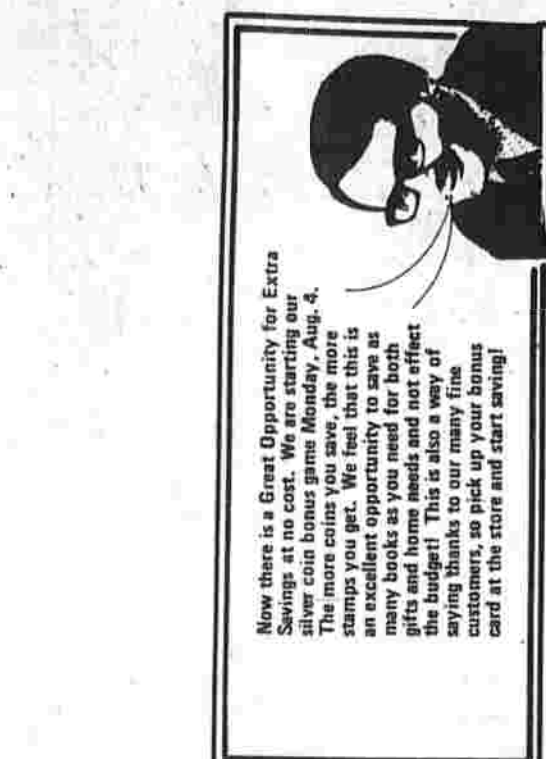 Now there is a Great Opportunity for Extra
Savings at no cost. We are starting our
silver coin bonus game Monday, Aug. 4.
The more coins you save, the more
stamps you get. We feel that this is
an excellent opportunity to save as
many books as you need for both
gifts and home needs and not effect
the budget! This is also a way of
saying thanks to our many fine
customers, so pick up your bonus
card at the store and start saving!